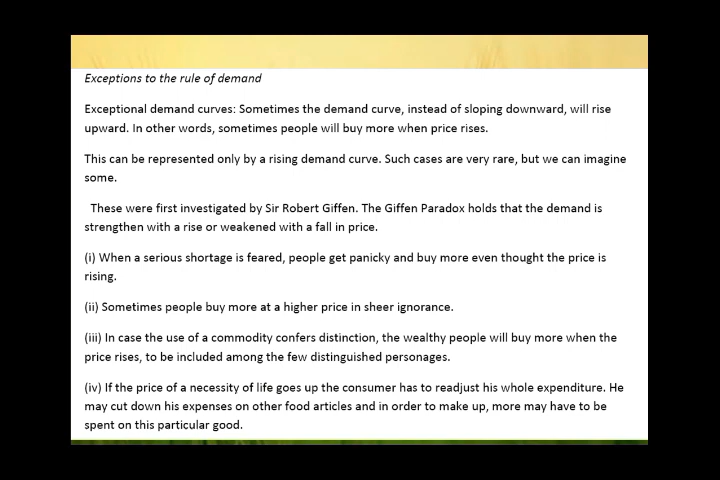 Exceptions to the rule of demand
Exceptional demand curves: Sometimes the demand curve, instead of sloping downward, will rise
upward. In other words, sometimes people will buy more when price rises.
This can be represented only by a rising demand curve. Such cases are very rare, but we can imagine
some.
These were first investigated by Sir Robert Giffen. The Giffen Paradox holds that the demand is
strengthen with a rise or weakened with a fall in price.
(i) When a serious shortage is feared, people get panicky and buy more even thought the price is
rising.
(ii) Sometimes people buy more at a higher price in sheer ignorance.
(iii) In case the use of a commodity confers distinction, the wealthy people will buy more when the
price rises, to be included among the few distinguished personages.
(iv) If the price of a necessity of life goes up the consumer has to readjust his whole expenditure. He
may cut down his expenses on other food articles and in order to make up, more may have to be
spent on this particular good.